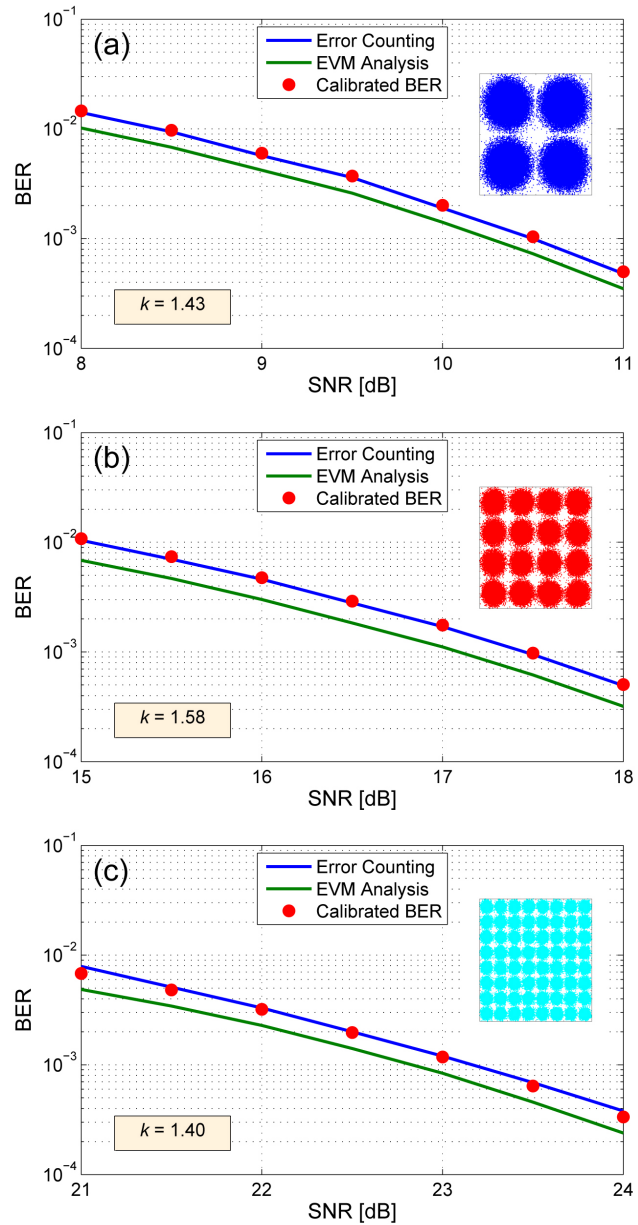 (a)
Error Counting
EVM Analysis
Calibrated BER
10⁻¹
10⁻²
10⁻³
10⁻⁴
BER
k = 1.43
8 9 10 11
SNR [dB]
(b)
Error Counting
EVM Analysis
Calibrated BER
10⁻¹
10⁻²
10⁻³
10⁻⁴
BER
k = 1.58
15 16 17 18
SNR [dB]
(c)
Error Counting
EVM Analysis
Calibrated BER
10⁻¹
10⁻²
10⁻³
10⁻⁴
BER
k = 1.40
21 22 23 24
SNR [dB]